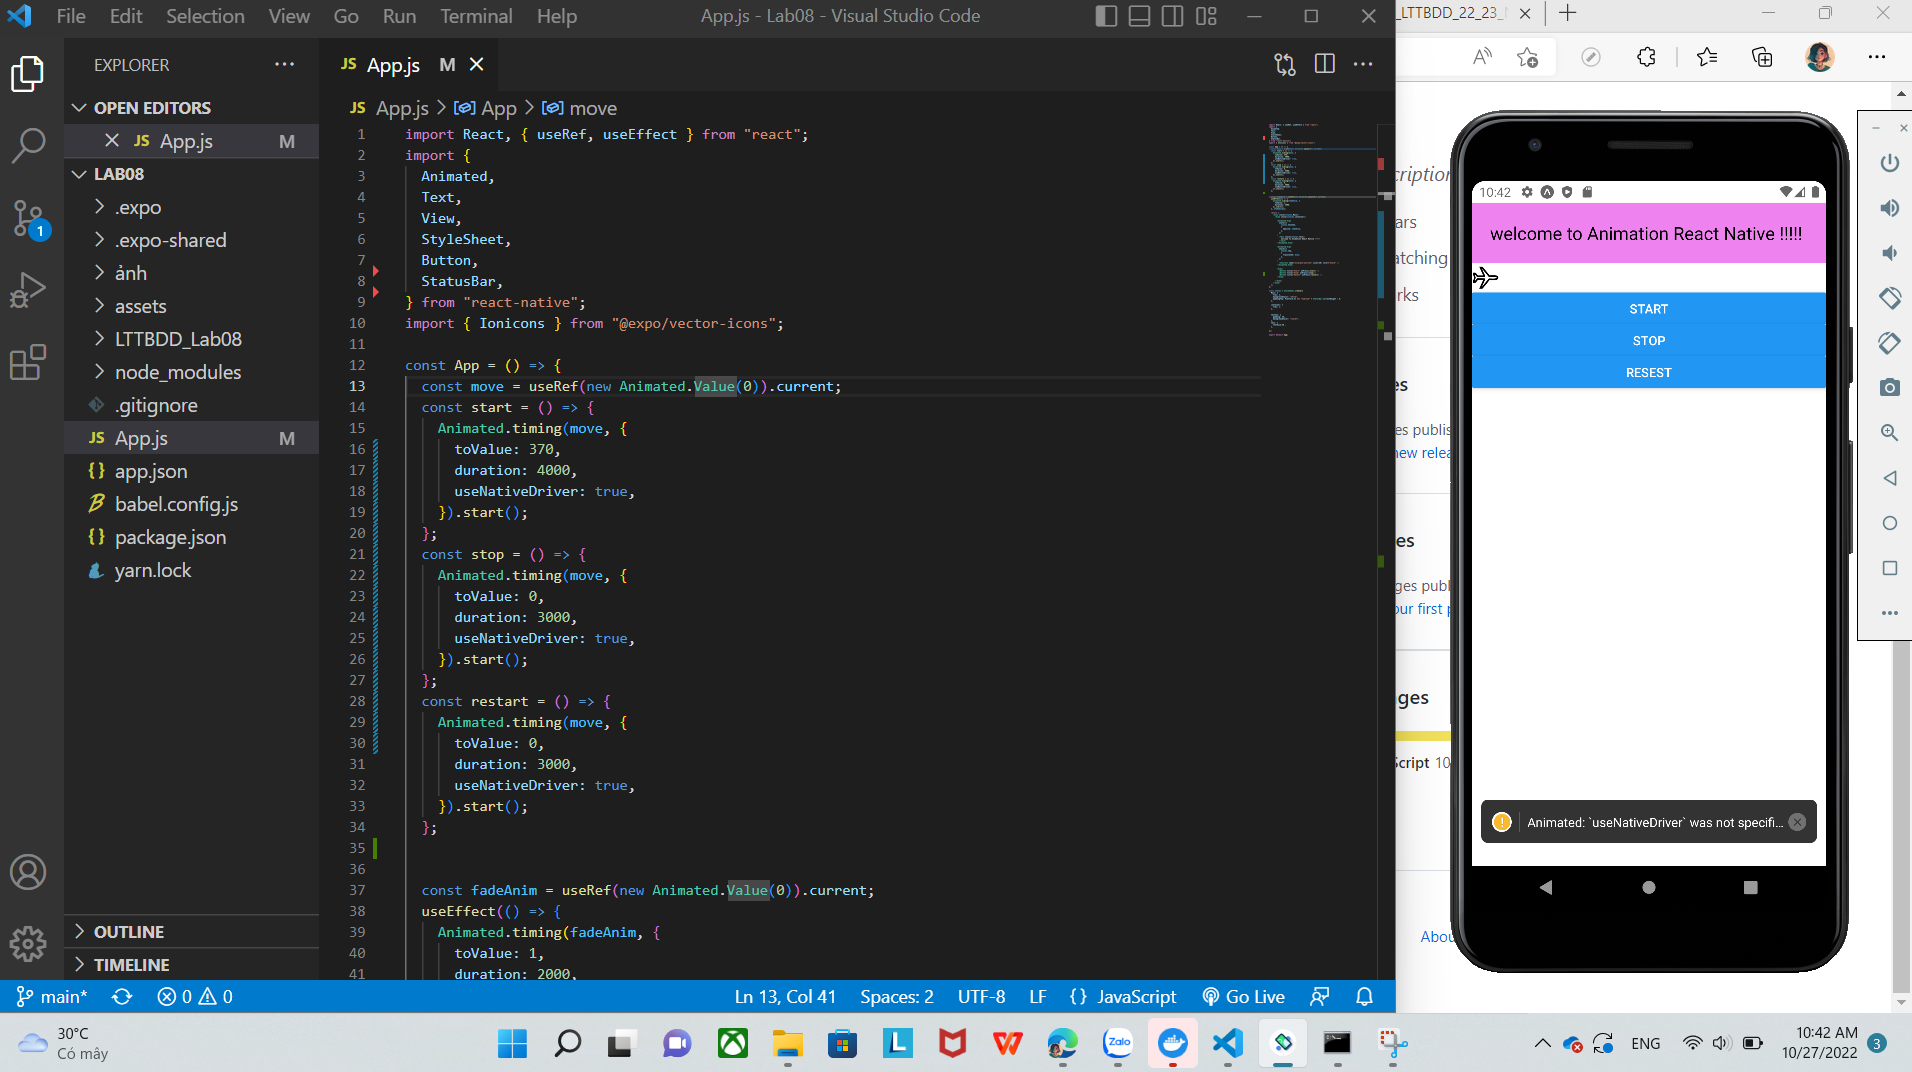 File Edit Selection View Go Run Terminal Help
App.js - Lab08 - Visual Studio Code
EXPLORER
OPEN EDITORS
JS App.js M
LAB08
.expo
.expo-shared
ảnh
assets
LTTBDD_Lab08
node_modules
.gitignore
JS App.js M
{} app.json
babel.config.js
{} package.json
yarn.lock
OUTLINE
TIMELINE
1
JS App.js M
JS App.js > App > move
1 import React, { useRef, useEffect } from "react";
2 import {
3 Animated,
4 Text,
5 View,
6 StyleSheet,
7 Button,
8 StatusBar,
9 } from "react-native";
10 import { Ionicons } from "@expo/vector-icons";
11
12 const App = () => {
13 const move = useRef(new Animated.Value(0)).current;
14 const start = () => {
15 Animated.timing(move, {
16 toValue: 370,
17 duration: 4000,
18 useNativeDriver: true,
19 }).start();
20 };
21 const stop = () => {
22 Animated.timing(move, {
23 toValue: 0,
24 duration: 3000,
25 useNativeDriver: true,
26 }).start();
27 };
28 const restart = () => {
29 Animated.timing(move, {
30 toValue: 0,
31 duration: 3000,
32 useNativeDriver: true,
33 }).start();
34 };
35
36
37 const fadeAnim = useRef(new Animated.Value(0)).current;
38 useEffect(() => {
39 Animated.timing(fadeAnim, {
40 toValue: 1,
41 duration: 2000,
main* 0 0
Ln 13, Col 41 Spaces: 2 UTF-8 LF {} JavaScript Go Live
_LTTBDD_22_23_
cription
ars
atching
rks
es
es publis
new relea
es
ges publ
our first p
ges
Script 10
Abou
10:42
welcome to Animation React Native !!!!!
START
STOP
RESEST
Animated: `useNativeDriver` was not specifi...
30°C
Có mây
Zalo
ENG
10:42 AM
10/27/2022
3